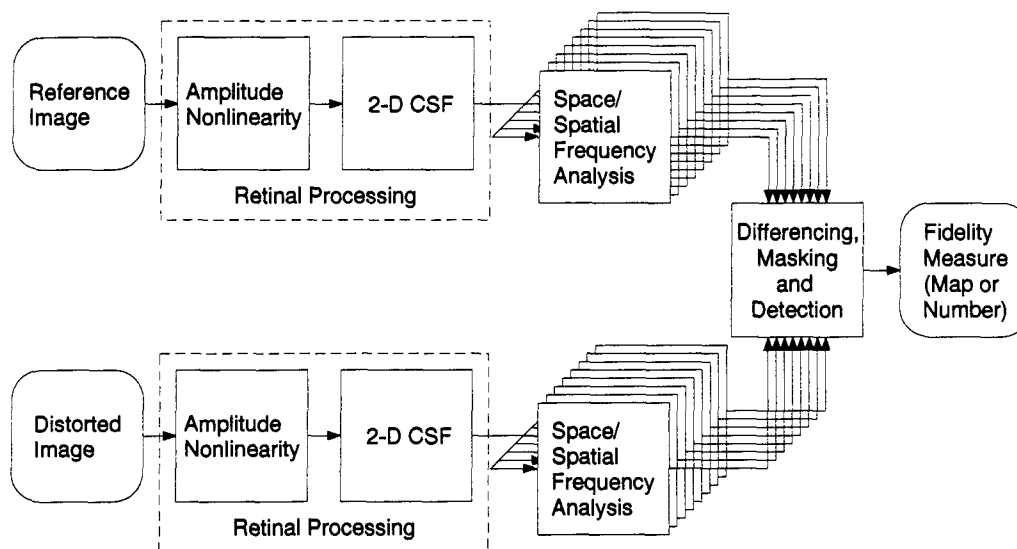 Reference
Image
Amplitude
Nonlinearity
2-D CSF
Retinal Processing
Space/
Spatial
Frequency
Analysis
Differencing,
Masking
and
Detection
Fidelity
Measure
(Map or
Number)
Distorted
Image
Amplitude
Nonlinearity
2-D CSF
Retinal Processing
Space/
Spatial
Frequency
Analysis